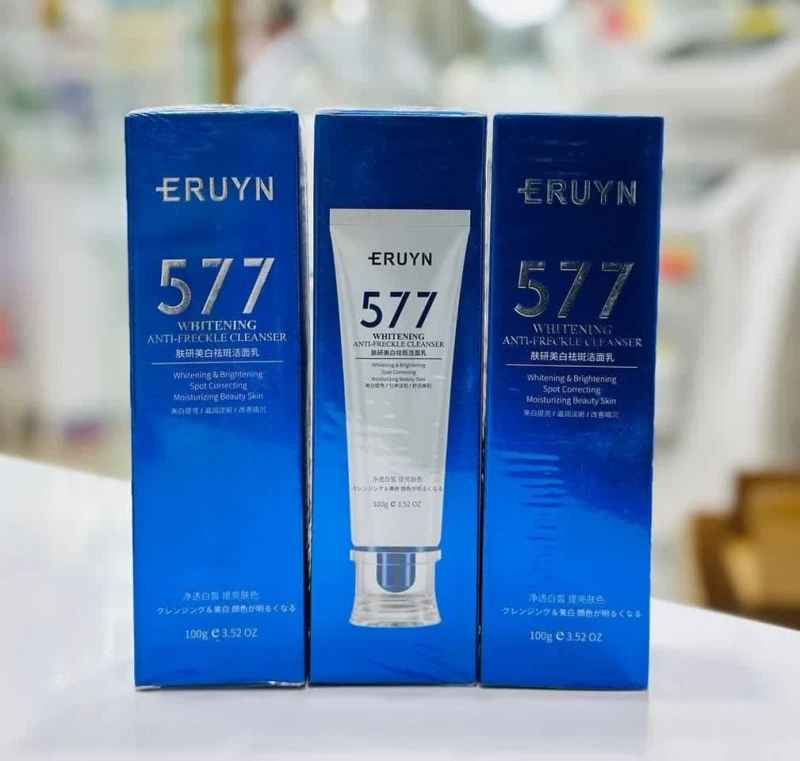 ERUYN
577
WHITENING
ANTI-FRECKLE CLEANSER
肤研美白祛斑洁面乳
Whitening & Brightening
Spot Correcting
Moisturizing Beauty Skin
美白提亮 / 滋润淡斑 / 改善暗沉
净透白皙 提亮肤色
クレンジング&美白 顔色が明るくなる
100g e 3.52 OZ
ERUYN
577
WHITENING
ANTI-FRECKLE CLEANSER
肤研美白祛斑洁面乳
Whitening & Brightening
Spot Correcting
Moisturizing Beauty Skin
净透白皙 提亮肤色
クレンジング&美白 顔色が明るくなる
100g e 3.52 OZ
ERUYN
577
WHITENING
ANTI-FRECKLE CLEANSER
肤研美白祛斑洁面乳
Whitening & Brightening
Spot Correcting
Moisturizing Beauty Skin
美白提亮 / 滋润淡斑 / 改善暗沉
净透白皙 提亮肤色
クレンジング&美白 顔色が明るくなる
100g e 3.52 OZ